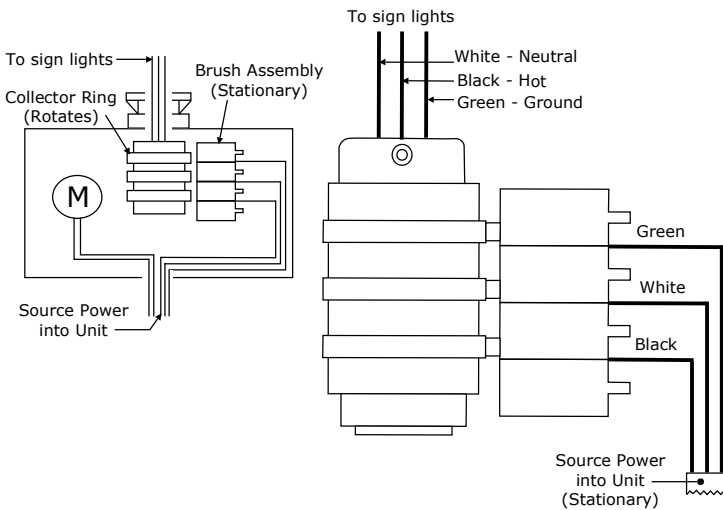 To sign lights
Collector Ring
(Rotates)
Brush Assembly
(Stationary)
M
Source Power
into Unit
To sign lights
White - Neutral
Black - Hot
Green - Ground
Green
White
Black
Source Power
into Unit
(Stationary)